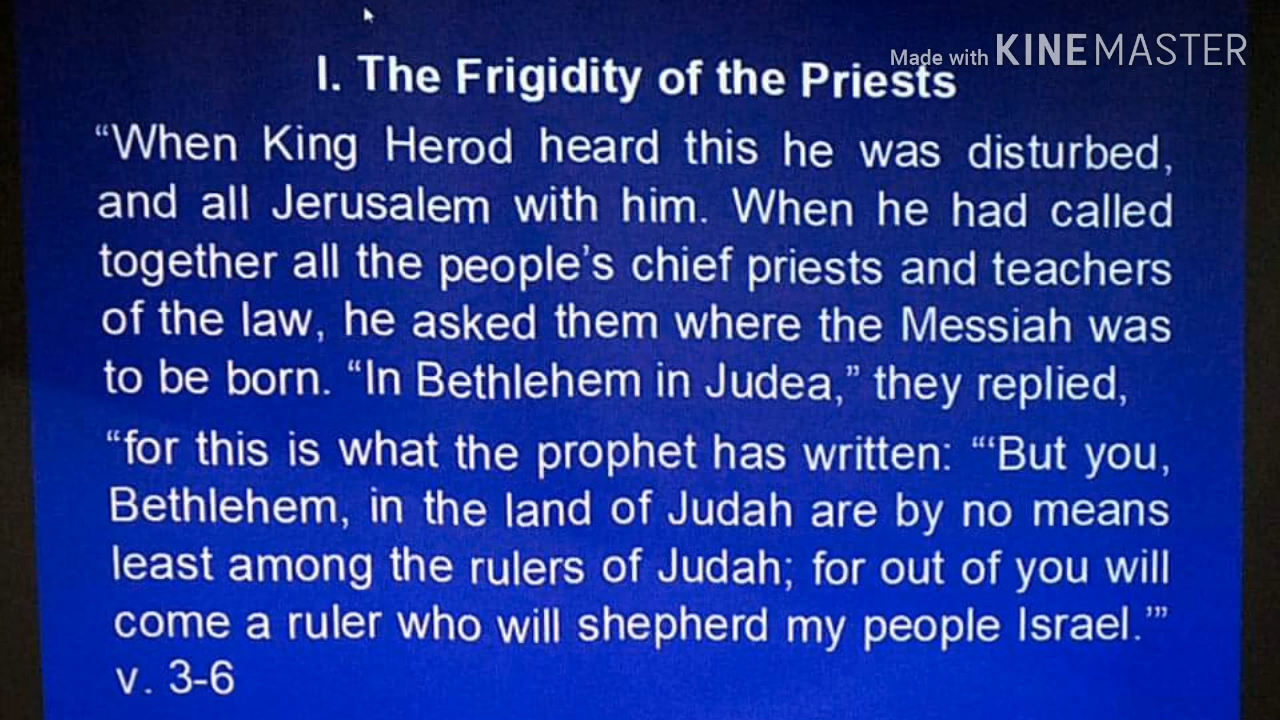 Made with KINEMASTER
I. The Frigidity of the Priests
“When King Herod heard this he was disturbed,
and all Jerusalem with him. When he had called
together all the people’s chief priests and teachers
of the law, he asked them where the Messiah was
to be born. “In Bethlehem in Judea,” they replied,
“for this is what the prophet has written: “‘But you,
Bethlehem, in the land of Judah are by no means
least among the rulers of Judah; for out of you will
come a ruler who will shepherd my people Israel.’”
v. 3-6